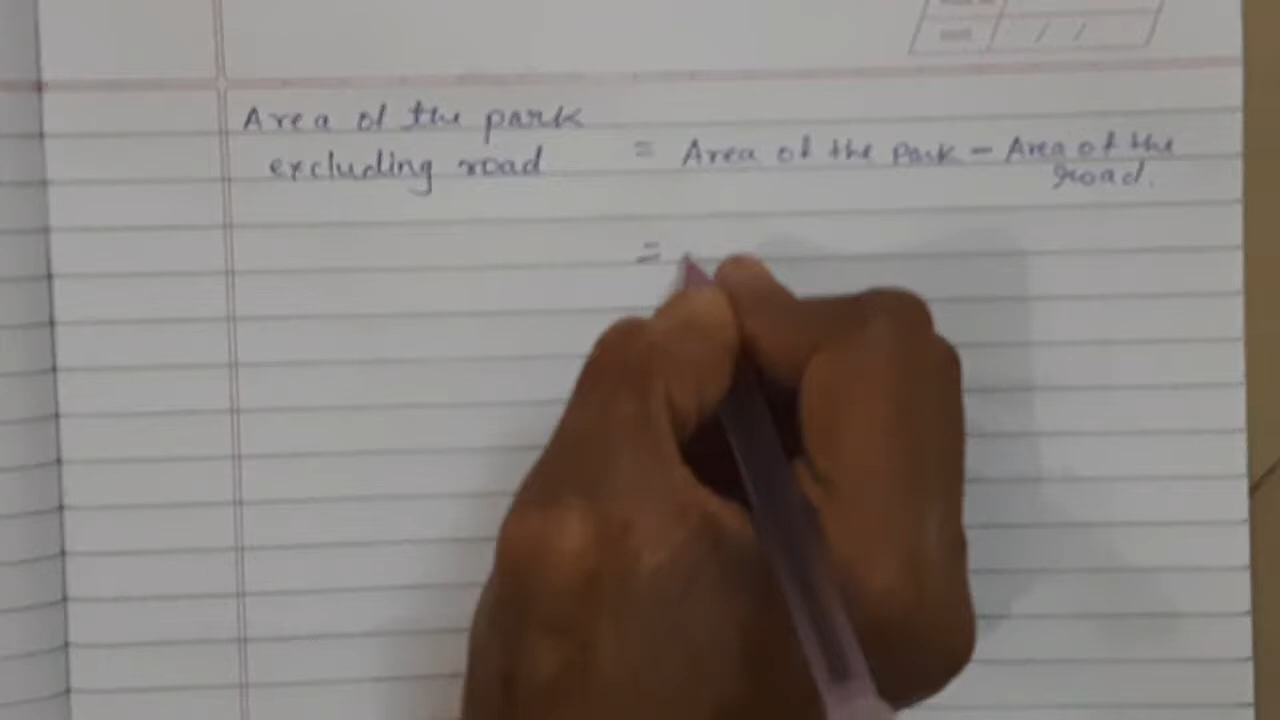 Area of the park
excluding road = Area of the park - Area of the
road.
=